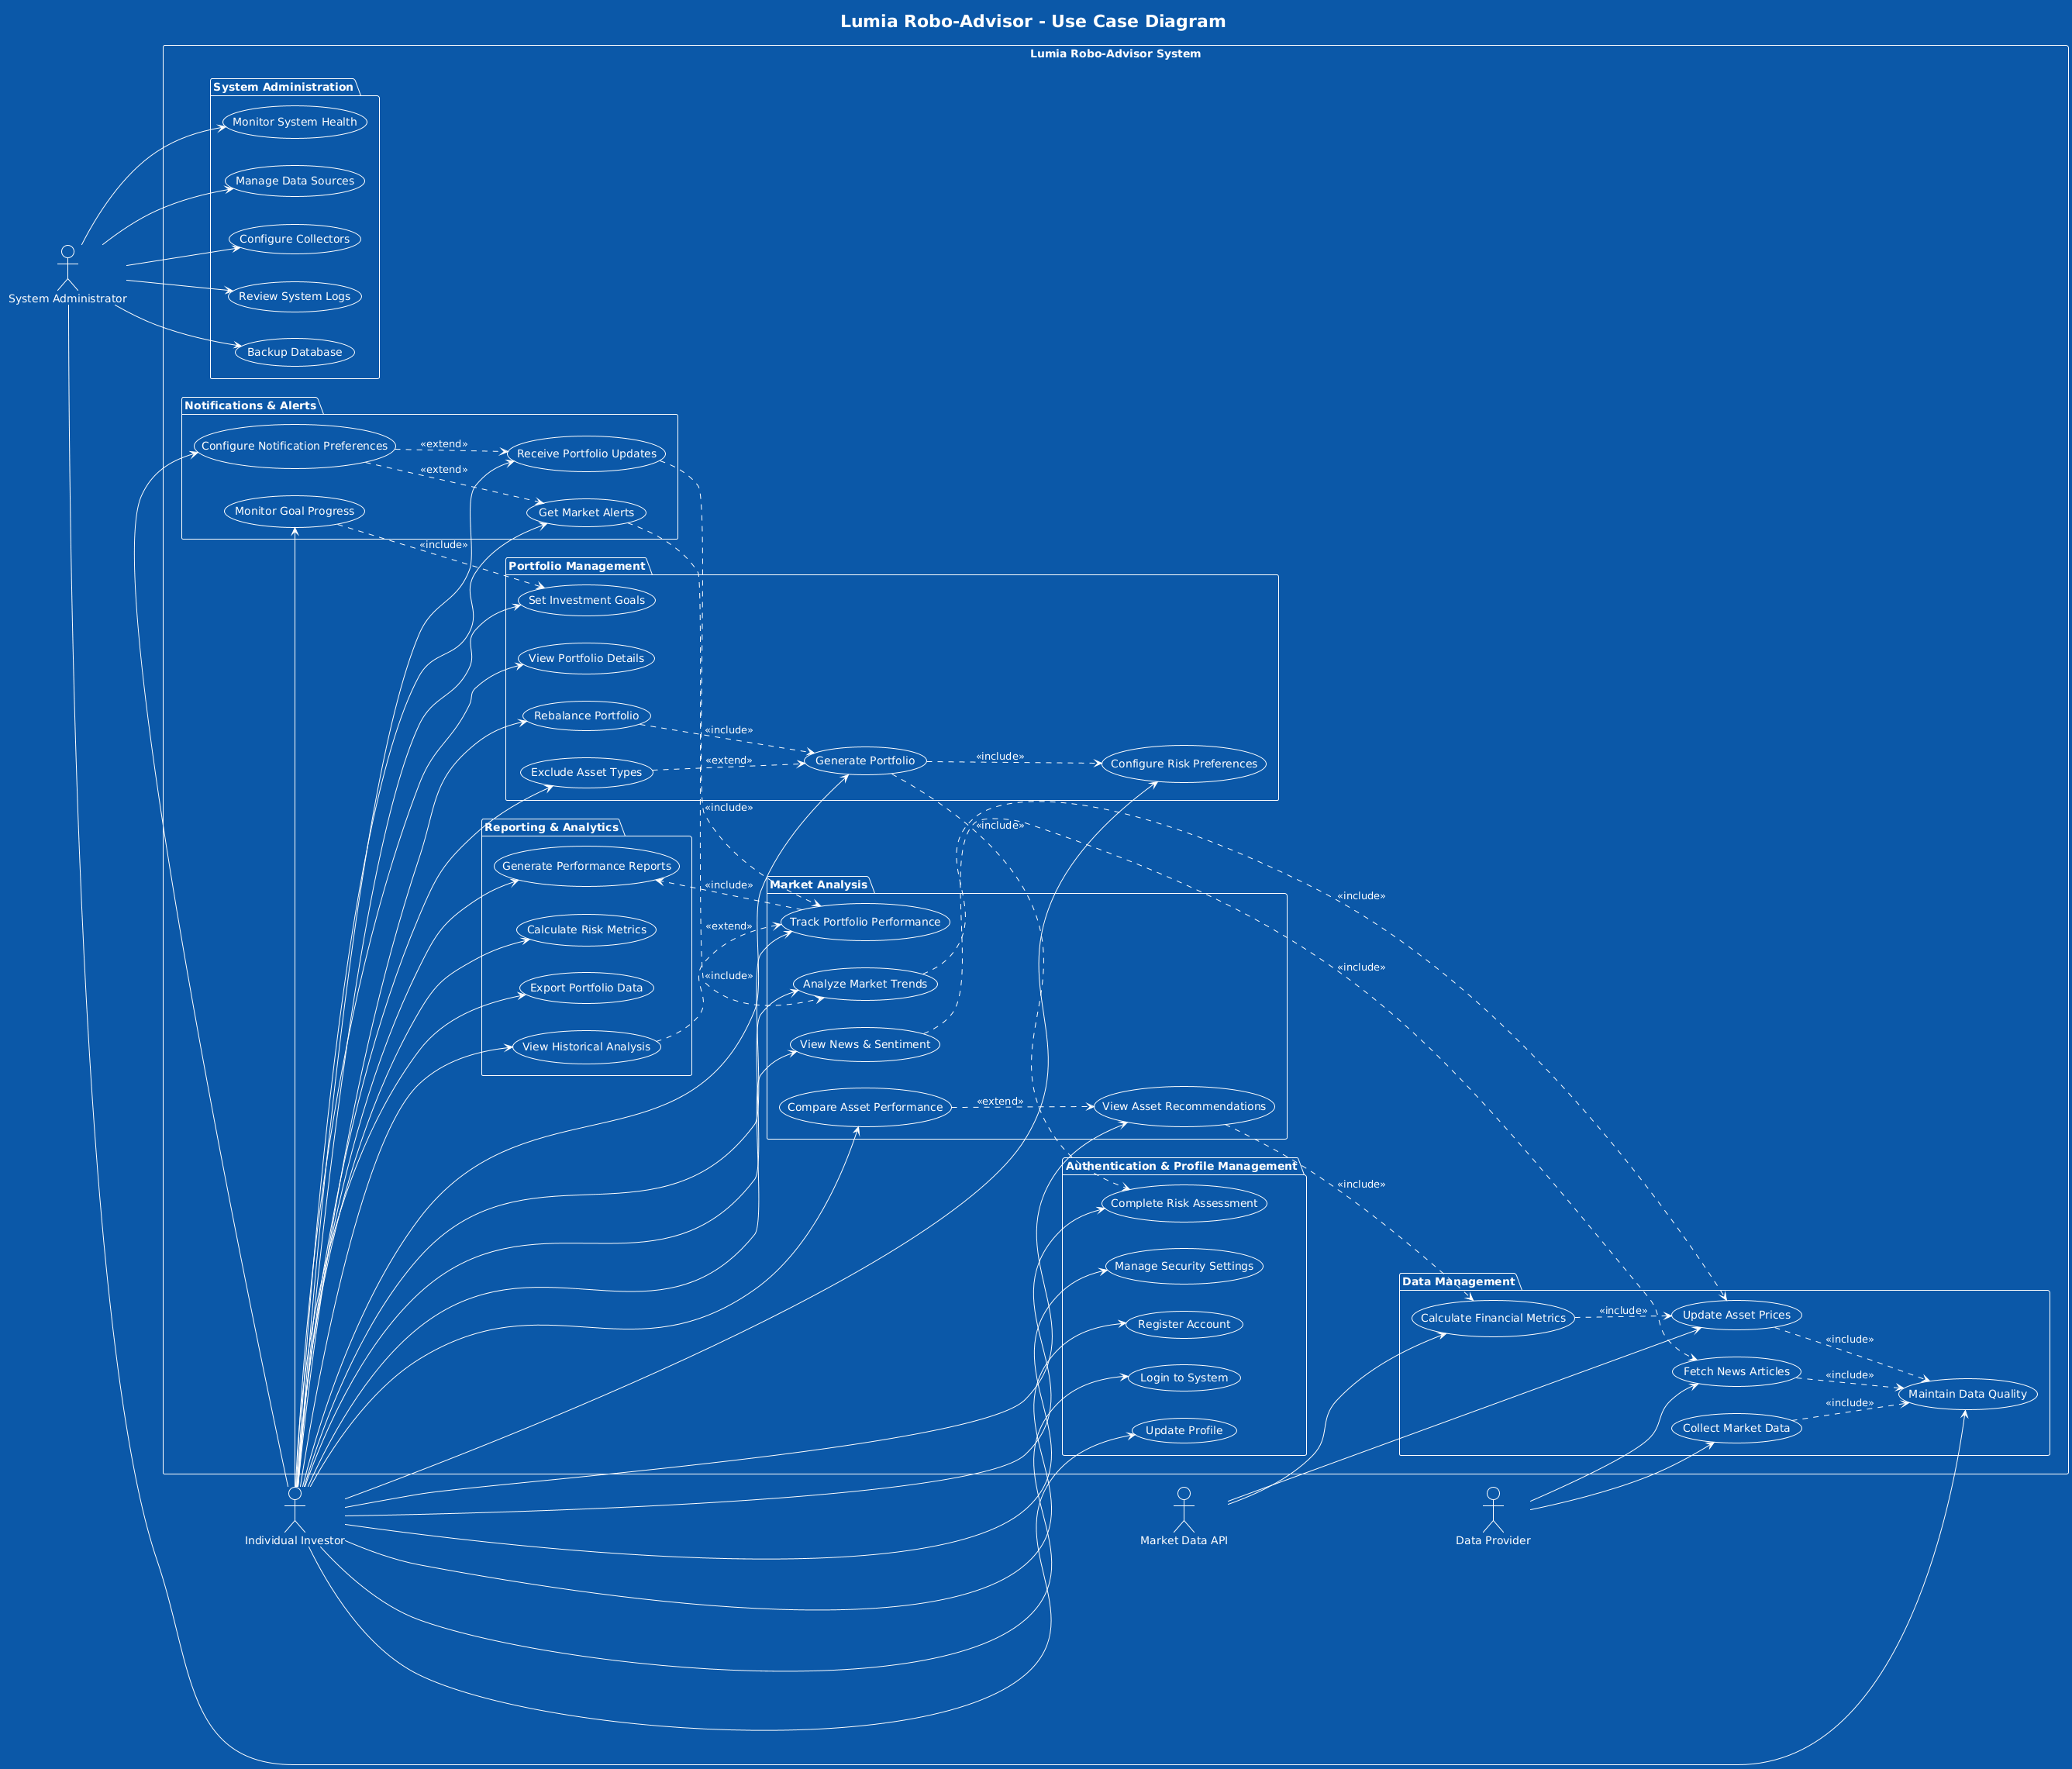 Lumia Robo-Advisor - Use Case Diagram
Lumia Robo-Advisor System
System Administration
Monitor System Health
Manage Data Sources
Configure Collectors
Review System Logs
Backup Database
System Administrator
Notifications & Alerts
Configure Notification Preferences
«extend»
Receive Portfolio Updates
«extend»
Monitor Goal Progress
Get Market Alerts
«include»
Portfolio Management
Set Investment Goals
View Portfolio Details
Rebalance Portfolio
«include»
Exclude Asset Types
«extend»
Generate Portfolio
«include»
Configure Risk Preferences
«include»
«include»
Reporting & Analytics
Generate Performance Reports
«include»
Calculate Risk Metrics
«extend»
Export Portfolio Data
«include»
View Historical Analysis
Market Analysis
Track Portfolio Performance
Analyze Market Trends
View News & Sentiment
Compare Asset Performance
«extend»
View Asset Recommendations
«include»
«include»
«include»
Authentication & Profile Management
Complete Risk Assessment
Manage Security Settings
Register Account
Login to System
Update Profile
Data Management
Calculate Financial Metrics
«include»
Update Asset Prices
«include»
Fetch News Articles
«include»
Maintain Data Quality
«include»
Collect Market Data
Individual Investor
Market Data API
Data Provider